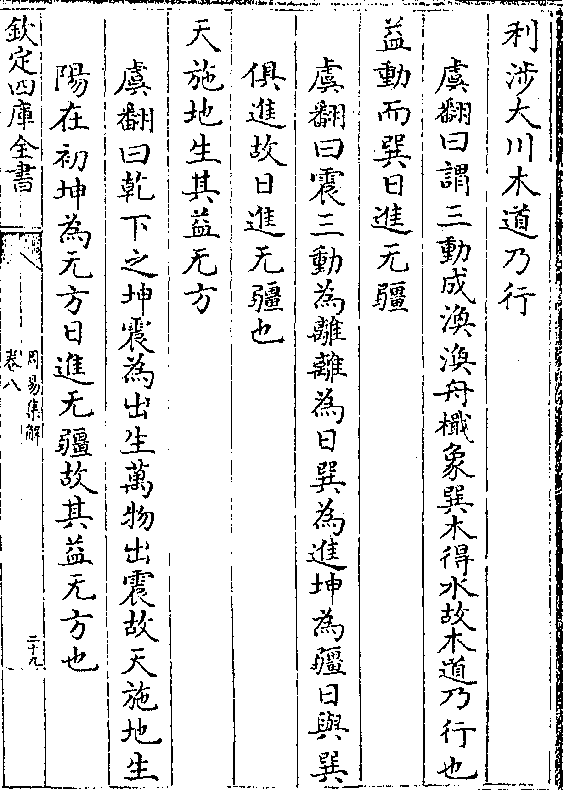 利涉大川木道乃行
虞翻曰謂三動成渙渙舟檝象巽木得水故木道乃行也
益動而巽日進无疆
虞翻曰震三動為離離為日巽為進坤為疆日與巽
俱進故日進无疆也
天施地生其益无方
虞翻曰乾下之坤震為出生萬物出震故天施地生
陽在初坤為无方日進无疆故其益无方也
欽定四庫全書
周易集解
卷八
二十九